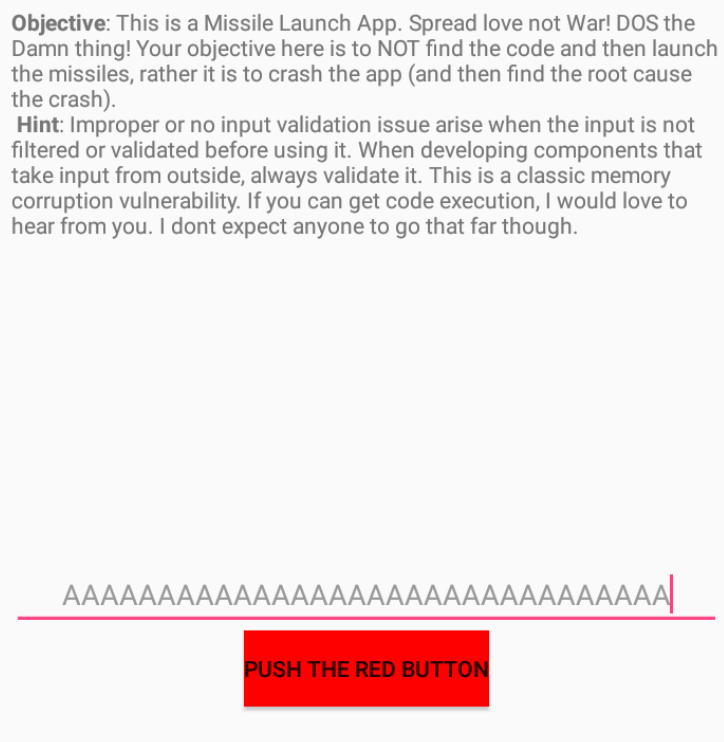 Objective: This is a Missile Launch App. Spread love not War! DOS the
Damn thing! Your objective here is to NOT find the code and then launch
the missiles, rather it is to crash the app (and then find the root cause
the crash).
Hint: Improper or no input validation issue arise when the input is not
filtered or validated before using it. When developing components that
take input from outside, always validate it. This is a classic memory
corruption vulnerability. If you can get code execution, I would love to
hear from you. I dont expect anyone to go that far though.
AAAAAAAAAAAAAAAAAAAAAAAAAAAAAAAA
PUSH THE RED BUTTON